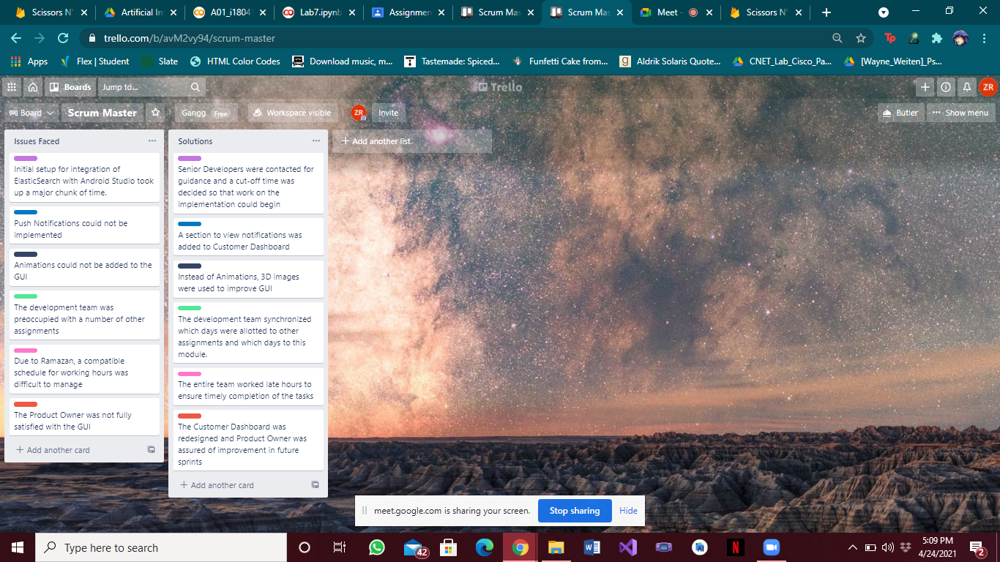 Scissors N'
Artificial In
A01_i1804
Lab7.ipynb
Assignmen
Scrum Mas
Scrum Mas
Meet -
Scissors N'
trello.com/b/avM2vy94/scrum-master
Apps
Flex | Student
Slate
HTML Color Codes
Download music, m...
Tastemade: Spiced...
Funfetti Cake from...
Aldrik Solaris Quote...
CNET_Lab_Cisco_Pa...
[Wayne_Weiten]_Ps...
Boards
Jump to...
Trello
ZR
Board
Scrum Master
Gangg Free
Workspace visible
ZR
Invite
Butler
Show menu
Issues Faced
Initial setup for integration of
ElasticSearch with Android Studio took
up a major chunk of time.
Push Notifications could not be
implemented
Animations could not be added to the
GUI
The development team was
preoccupied with a number of other
assignments
Due to Ramazan, a compatible
schedule for working hours was
difficult to manage
The Product Owner was not fully
satisfied with the GUI
+ Add another card
Solutions
Senior Developers were contacted for
guidance and a cut-off time was
decided so that work on the
implementation could begin
A section to view notifications was
added to Customer Dashboard
Instead of Animations, 3D images
were used to improve GUI
The development team synchronized
which days were allotted to other
assignments and which days to this
module.
The entire team worked late hours to
ensure timely completion of the tasks
The Customer Dashboard was
redesigned and Product Owner was
assured of improvement in future
sprints
+ Add another card
+ Add another list
meet.google.com is sharing your screen.
Stop sharing
Hide
Type here to search
42
5:09 PM
4/24/2021
2